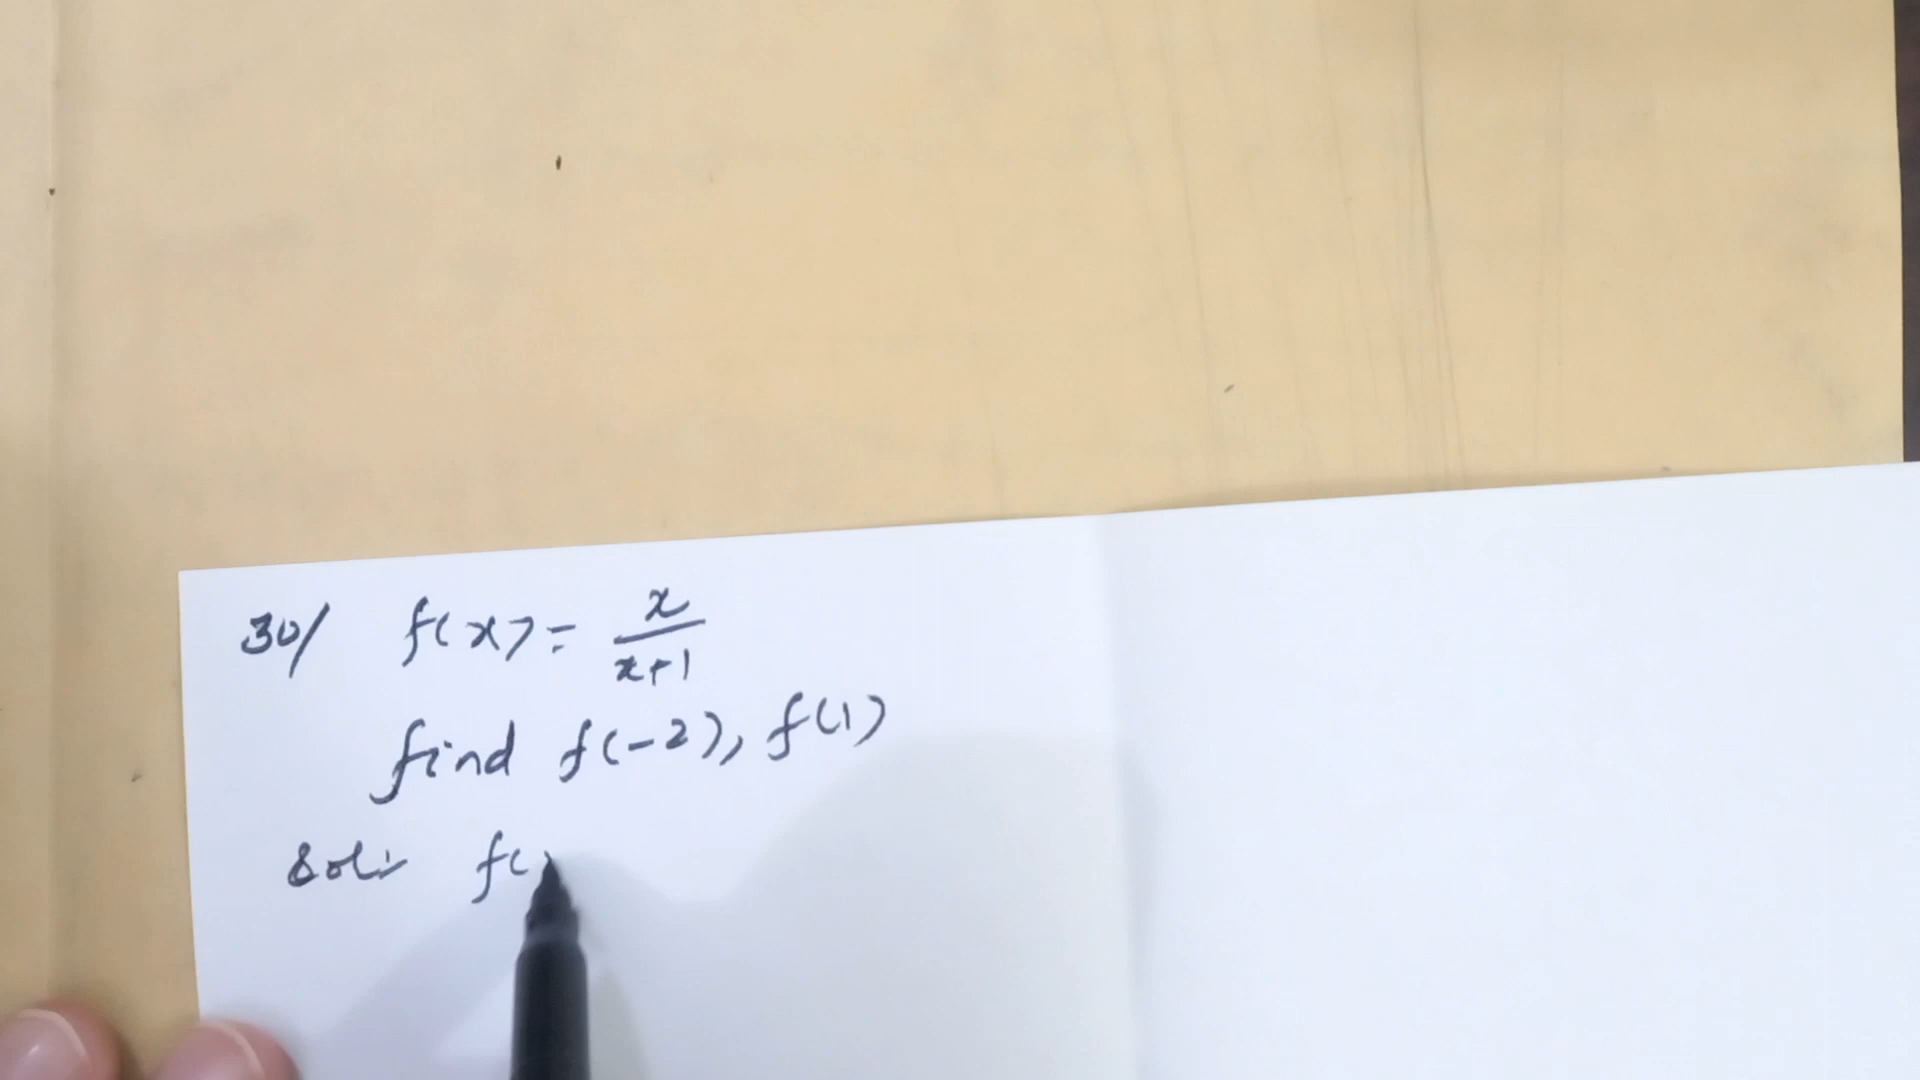 30/ f(x) = x/(x+1)
find f(-2), f(1)
Sol:- f(x